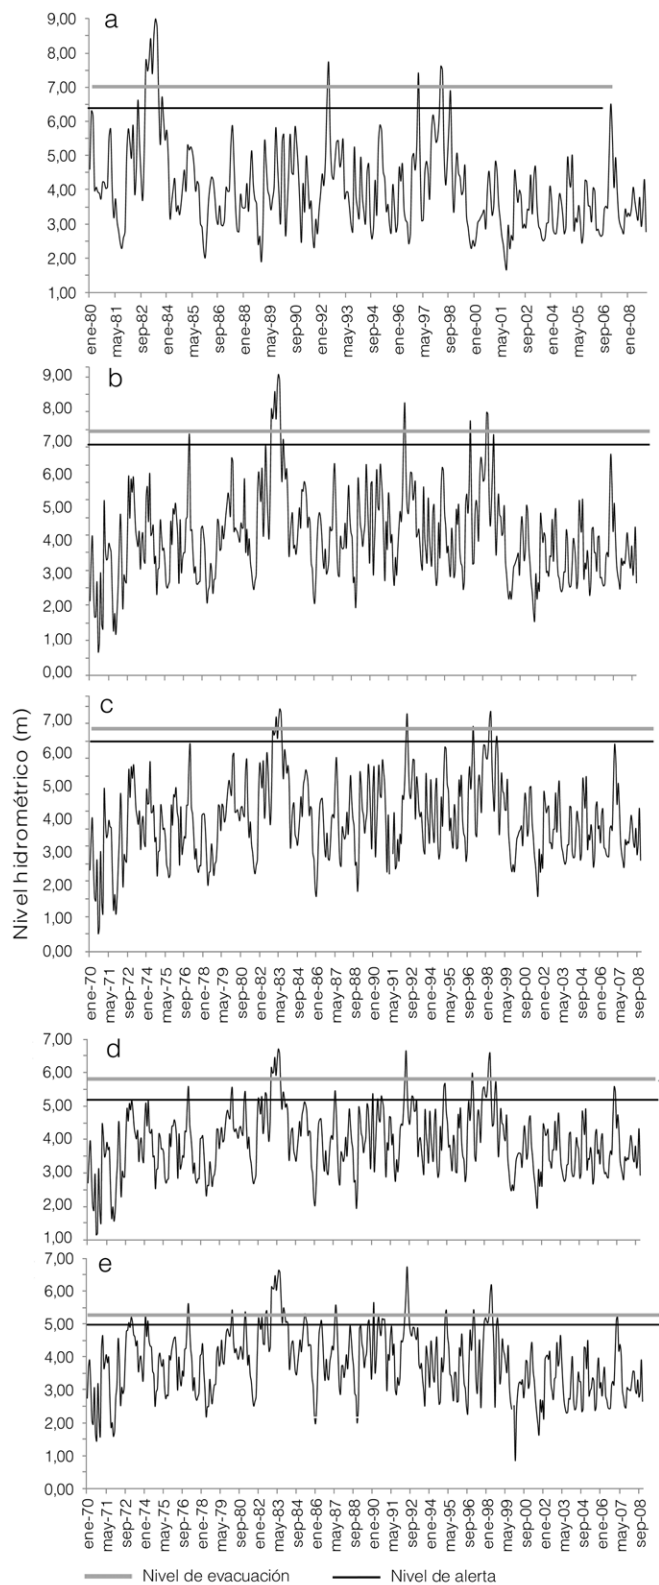 a
9,00
8,00
7,00
6,00
5,00
4,00
3,00
2,00
1,00
ene-80
may-81
sep-82
ene-84
may-85
sep-86
ene-88
may-89
sep-90
ene-92
may-93
sep-94
ene-96
may-97
sep-98
ene-00
may-01
sep-02
ene-04
may-05
sep-06
ene-08
b
9,00
8,00
7,00
6,00
5,00
4,00
3,00
2,00
1,00
0,00
Nivel hidrométrico (m)
c
7,00
6,00
5,00
4,00
3,00
2,00
1,00
0,00
ene-70
may-71
sep-72
ene-74
may-75
sep-76
ene-78
may-79
sep-80
ene-82
may-83
sep-84
ene-86
may-87
sep-88
ene-90
may-91
sep-92
ene-94
may-95
sep-96
ene-98
may-99
sep-00
ene-02
may-03
sep-04
ene-06
may-07
sep-08
d
7,00
6,00
5,00
4,00
3,00
2,00
1,00
e
7,00
6,00
5,00
4,00
3,00
2,00
1,00
0,00
ene-70
may-71
sep-72
ene-74
may-75
sep-76
ene-78
may-79
sep-80
ene-82
may-83
sep-84
ene-86
may-87
sep-88
ene-90
may-91
sep-92
ene-94
may-95
sep-96
ene-98
may-99
sep-00
ene-02
may-03
sep-04
ene-06
may-07
sep-08
Nivel de evacuación Nivel de alerta